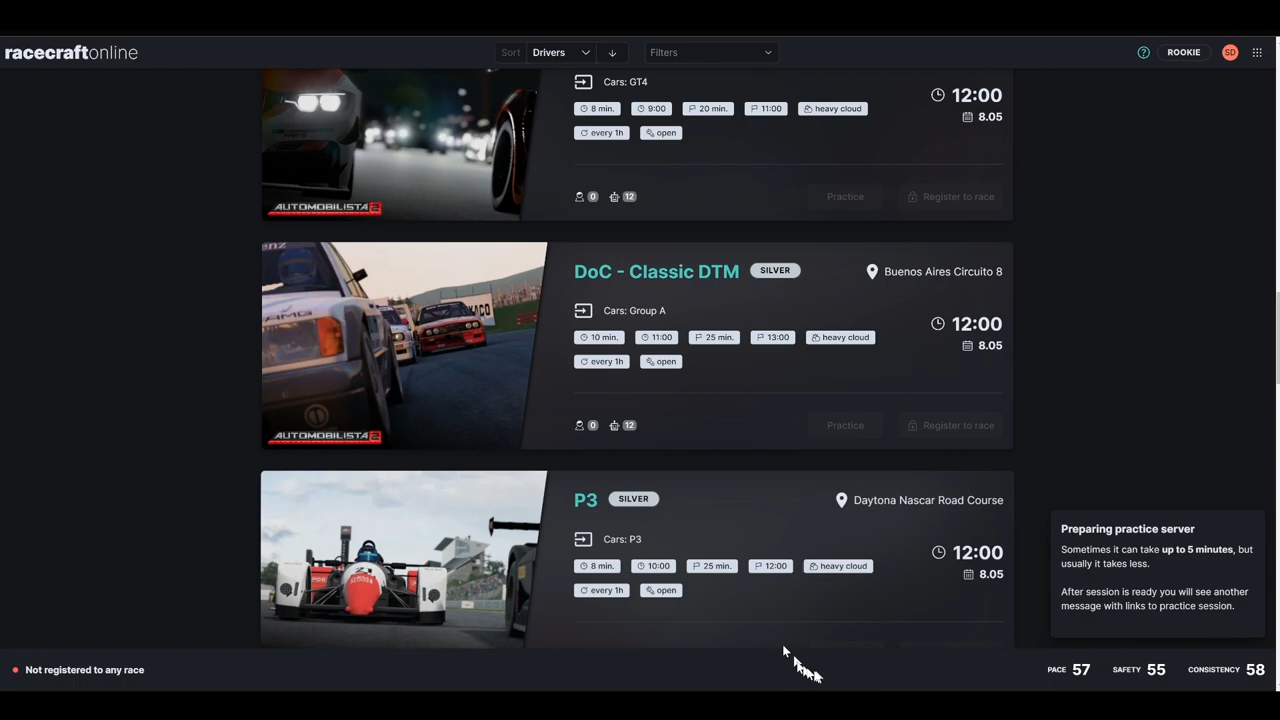 racecraftonline
Sort Drivers Filters
ROOKIE SD
Cars: GT4
8 min. 9:00 20 min. 11:00 heavy cloud
every 1h open
12:00
8.05
0 12 Practice Register to race
AUTOMOBILISTA 2
DoC - Classic DTM SILVER Buenos Aires Circuito 8
Cars: Group A
10 min. 11:00 25 min. 13:00 heavy cloud
every 1h open
12:00
8.05
0 12 Practice Register to race
AUTOMOBILISTA 2
P3 SILVER Daytona Nascar Road Course
Cars: P3
8 min. 10:00 25 min. 12:00 heavy cloud
every 1h open
12:00
8.05
Preparing practice server
Sometimes it can take up to 5 minutes, but
usually it takes less.
After session is ready you will see another
message with links to practice session.
Not registered to any race
PACE 57 SAFETY 55 CONSISTENCY 58